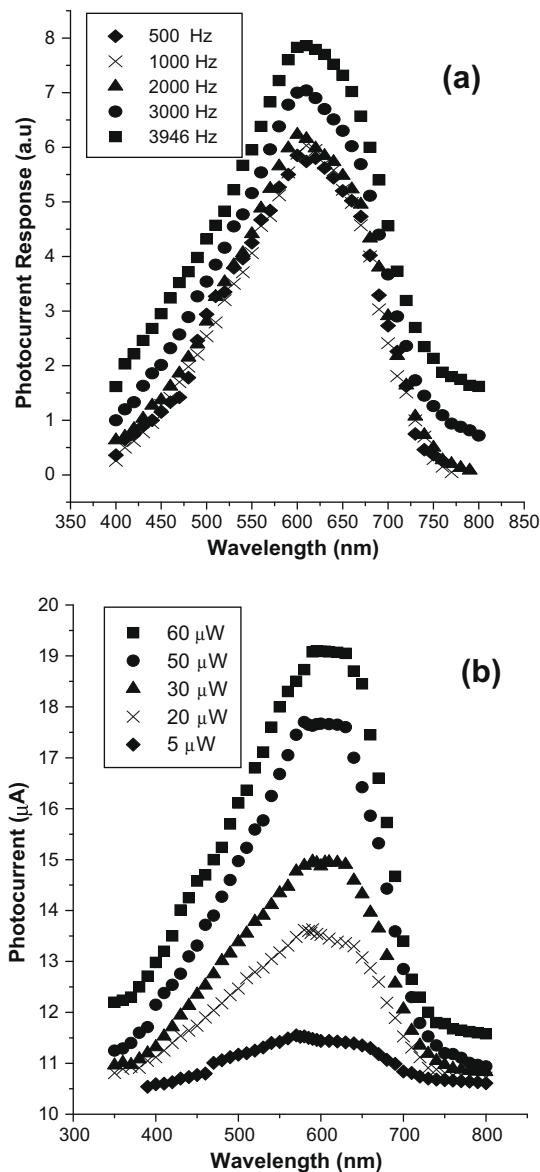 (a)
500 Hz
1000 Hz
2000 Hz
3000 Hz
3946 Hz
Photocurrent Response (a.u)
8
7
6
5
4
3
2
1
0
350 400 450 500 550 600 650 700 750 800 850
Wavelength (nm)
(b)
60 μW
50 μW
30 μW
20 μW
5 μW
Photocurrent (μA)
20
19
18
17
16
15
14
13
12
11
10
300 400 500 600 700 800
Wavelength (nm)